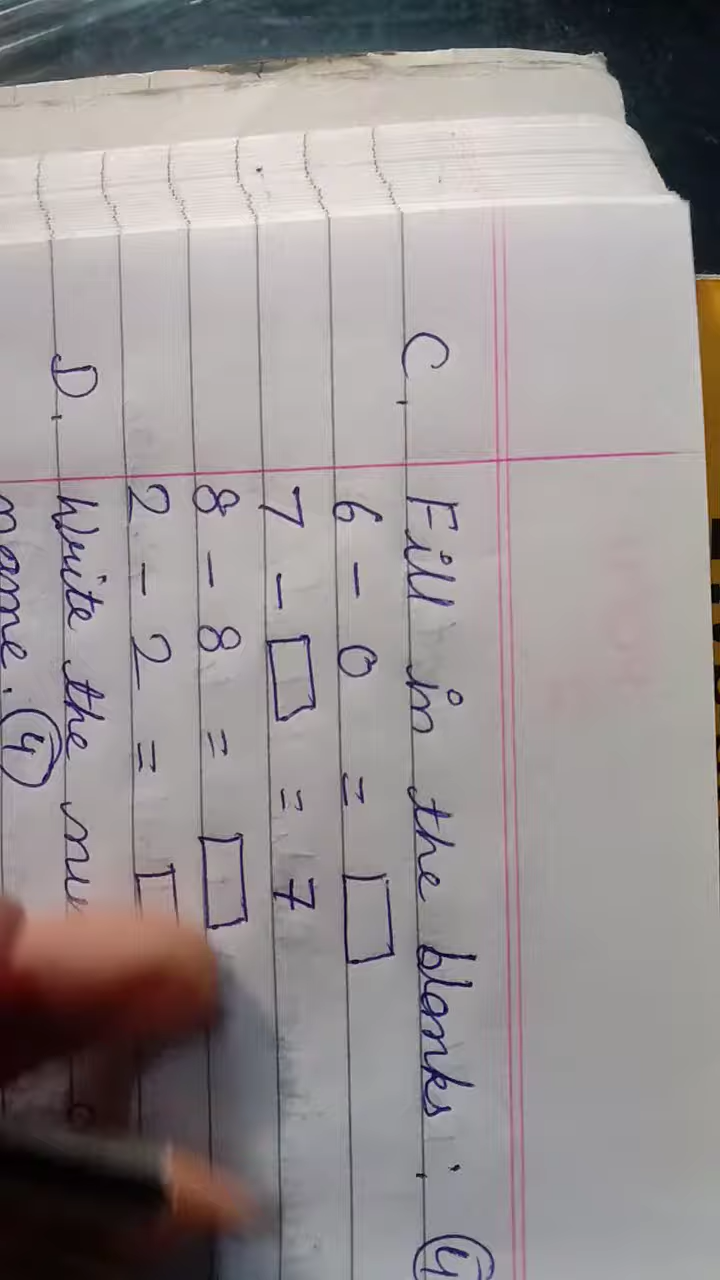 C. Fill in the blanks: (4)
6 - 0 = □
7 - □ = 7
8 - 8 = □
2 - 2 = □
D. Write the
name. (4)